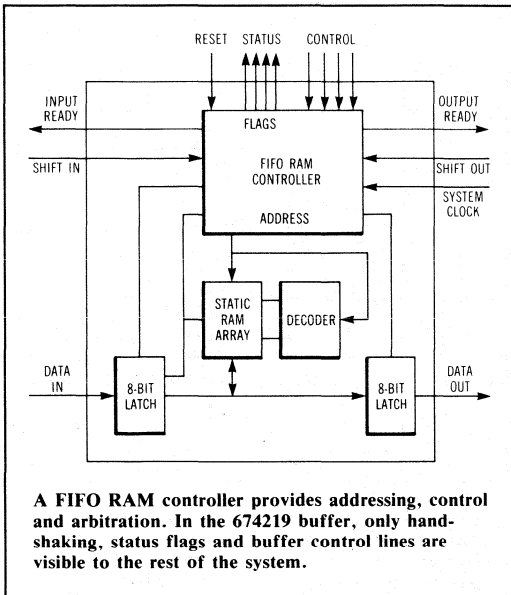 RESET STATUS CONTROL
INPUT READY
OUTPUT READY
FLAGS
FIFO RAM CONTROLLER
SHIFT IN
SHIFT OUT
SYSTEM CLOCK
ADDRESS
STATIC RAM ARRAY
DECODER
DATA IN
8-BIT LATCH
8-BIT LATCH
DATA OUT
A FIFO RAM controller provides addressing, control
and arbitration. In the 674219 buffer, only hand-
shaking, status flags and buffer control lines are
visible to the rest of the system.